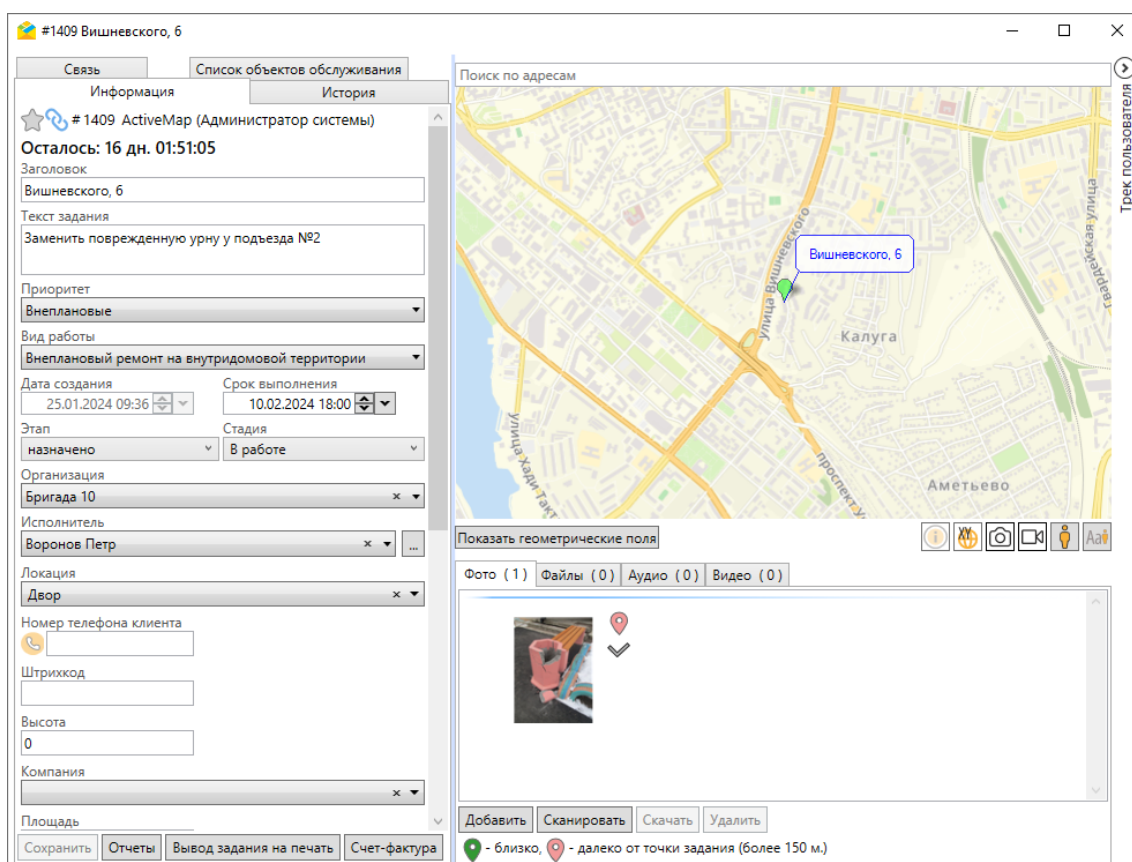 #1409 Вишневского, 6
Связь
Список объектов обслуживания
Информация
История
# 1409 ActiveMap (Администратор системы)
Осталось: 16 дн. 01:51:05
Заголовок
Вишневского, 6
Текст задания
Заменить поврежденную урну у подъезда №2
Приоритет
Внеплановые
Вид работы
Внеплановый ремонт на внутридомовой территории
Дата создания
Срок выполнения
25.01.2024 09:36
10.02.2024 18:00
Этап
Стадия
назначено
В работе
Организация
Бригада 10
Исполнитель
Воронов Петр
...
Локация
Двор
Номер телефона клиента
Штрихкод
Высота
0
Компания
Площадь
Сохранить
Отчеты
Вывод задания на печать
Счет-фактура
Поиск по адресам
Трек пользователя
улица Вишневского
Вишневского, 6
Калуга
Аметьево
улица Хади Такт
проспект У
свардейская улица
Показать геометрические поля
XY
Aa
Фото (1)
Файлы (0)
Аудио (0)
Видео (0)
Добавить
Сканировать
Скачать
Удалить
- близко, - далеко от точки задания (более 150 м.)